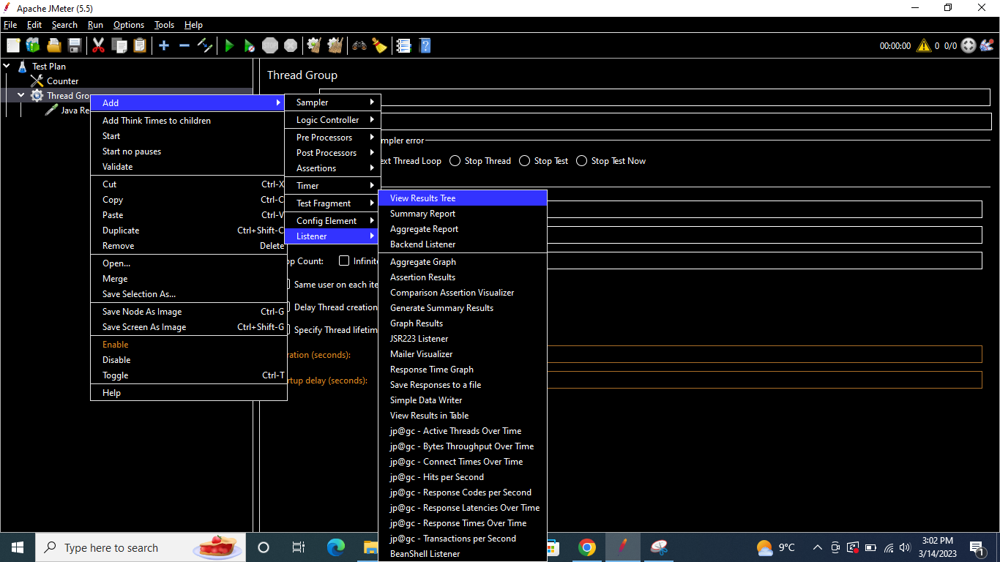 Apache JMeter (5.5)
File Edit Search Run Options Tools Help
00:00:00 0 0/0
Test Plan
Counter
Thread Gro
Java Re
Thread Group
Add
Add Think Times to children
Start
Start no pauses
Validate
Cut Ctrl-X
Copy Ctrl-C
Paste Ctrl-V
Duplicate Ctrl+Shift-C
Remove Delete
Open...
Merge
Save Selection As...
Save Node As Image Ctrl-G
Save Screen As Image Ctrl+Shift-G
Enable
Disable
Toggle Ctrl-T
Help
Sampler
Logic Controller
Pre Processors
Post Processors
Assertions
Timer
Test Fragment
Config Element
Listener
mpler error
ext Thread Loop Stop Thread Stop Test Stop Test Now
op Count: Infinite
Same user on each ite
Delay Thread creation
Specify Thread lifetim
ration (seconds):
rtup delay (seconds):
View Results Tree
Summary Report
Aggregate Report
Backend Listener
Aggregate Graph
Assertion Results
Comparison Assertion Visualizer
Generate Summary Results
Graph Results
JSR223 Listener
Mailer Visualizer
Response Time Graph
Save Responses to a file
Simple Data Writer
View Results in Table
jp@gc - Active Threads Over Time
jp@gc - Bytes Throughput Over Time
jp@gc - Connect Times Over Time
jp@gc - Hits per Second
jp@gc - Response Codes per Second
jp@gc - Response Latencies Over Time
jp@gc - Response Times Over Time
jp@gc - Transactions per Second
BeanShell Listener
Type here to search
9°C
3:02 PM
3/14/2023
1